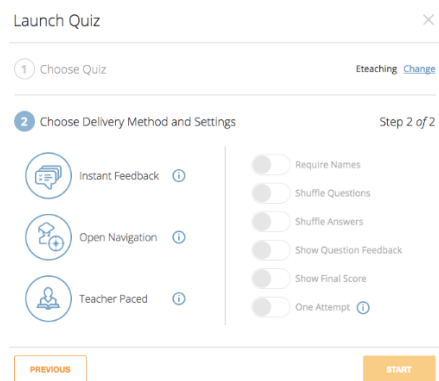 Launch Quiz
1 Choose Quiz
Eteaching Change
2 Choose Delivery Method and Settings
Step 2 of 2
Instant Feedback
Open Navigation
Teacher Paced
Require Names
Shuffle Questions
Shuffle Answers
Show Question Feedback
Show Final Score
One Attempt
PREVIOUS
START